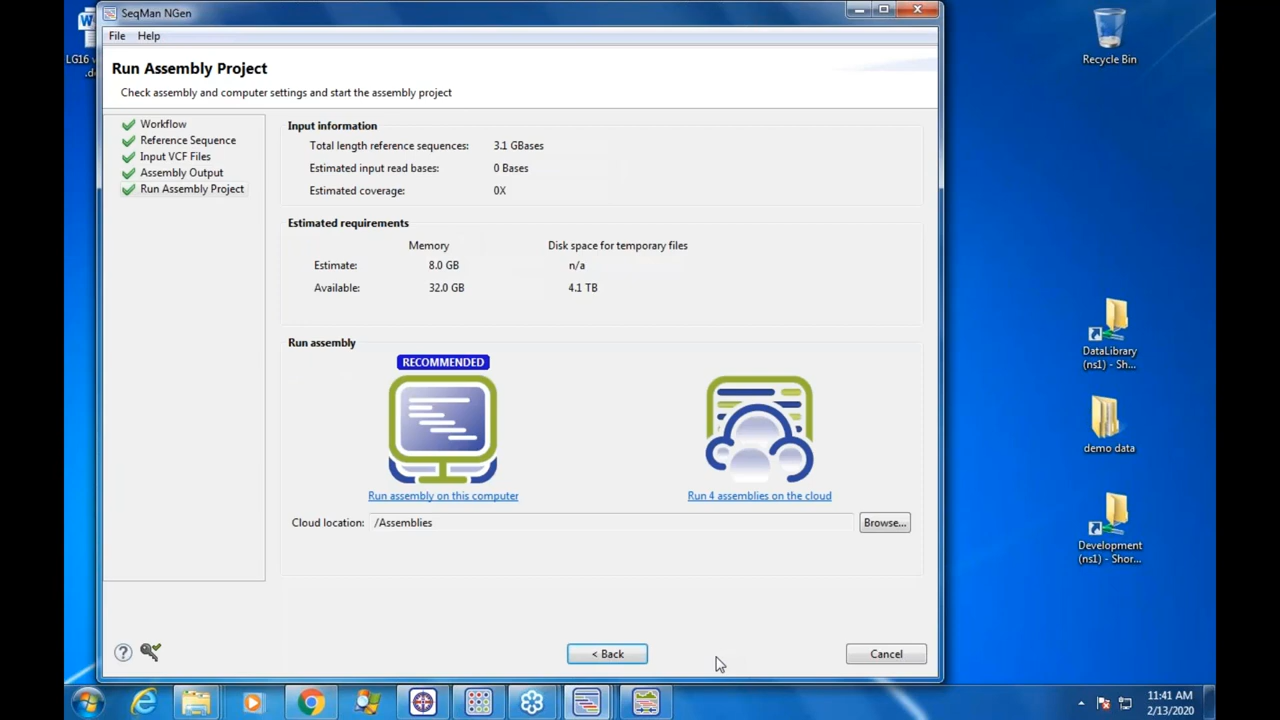 SeqMan NGen
File Help
Run Assembly Project
Check assembly and computer settings and start the assembly project
Workflow
Reference Sequence
Input VCF Files
Assembly Output
Run Assembly Project
Input information
Total length reference sequences: 3.1 GBases
Estimated input read bases: 0 Bases
Estimated coverage: 0X
Estimated requirements
Memory Disk space for temporary files
Estimate: 8.0 GB n/a
Available: 32.0 GB 4.1 TB
Run assembly
RECOMMENDED
Run assembly on this computer Run 4 assemblies on the cloud
Cloud location: /Assemblies Browse...
< Back Cancel
LG16
Recycle Bin
DataLibrary
(ns1) - Sh...
demo data
Development
(ns1) - Shor...
11:41 AM
2/13/2020